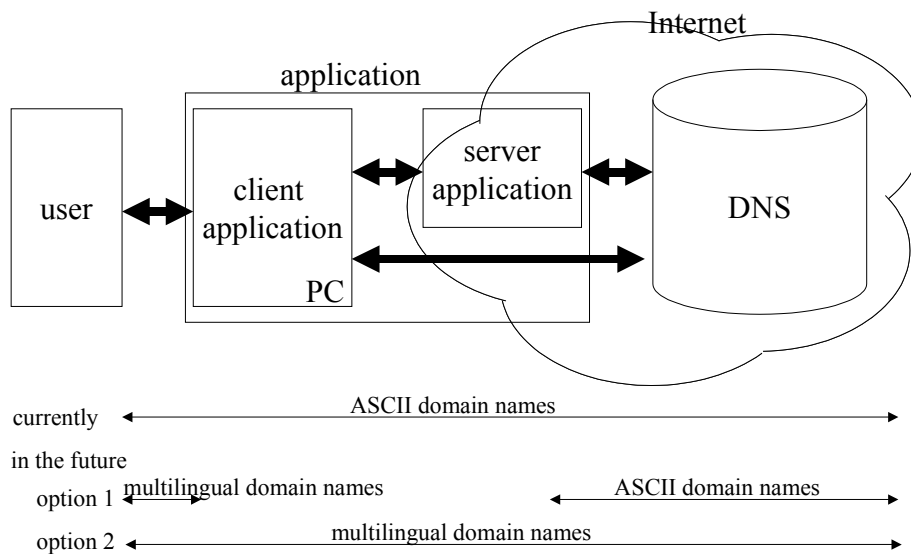 Internet
application
user
client
application
PC
server
application
DNS
currently
ASCII domain names
in the future
option 1
multilingual domain names
ASCII domain names
option 2
multilingual domain names